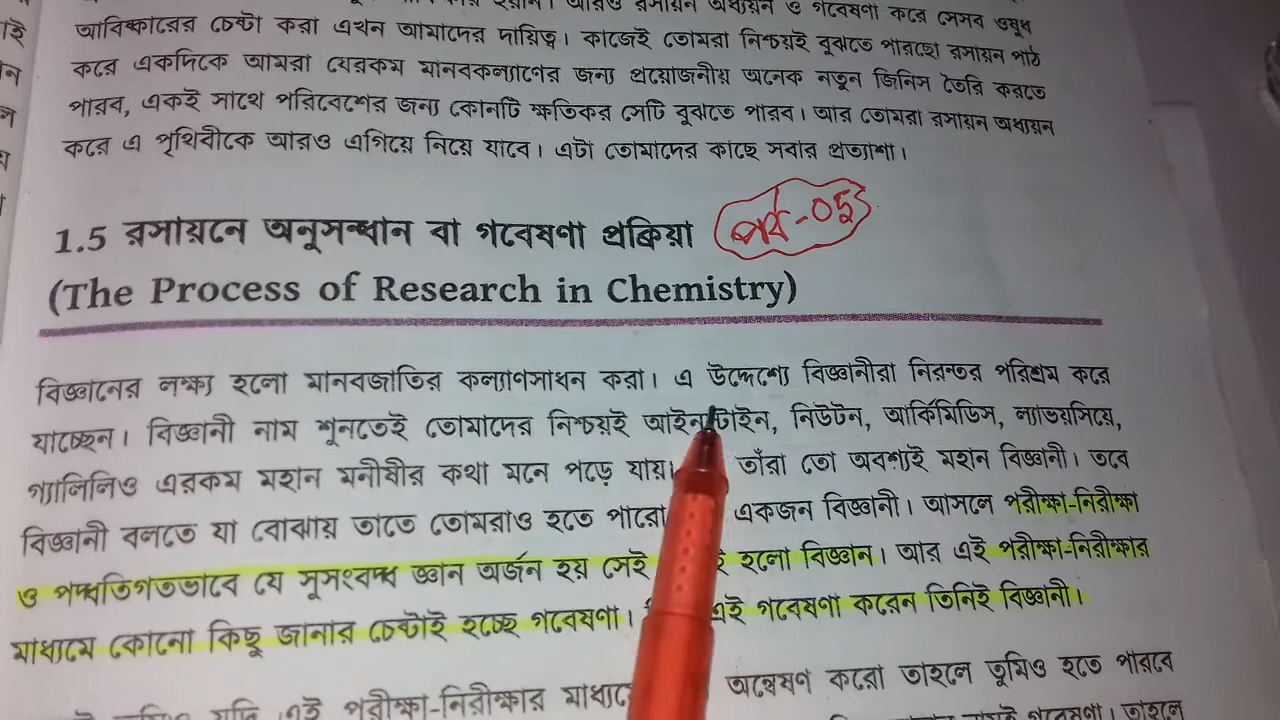 আবিষ্কারের চেষ্টা করা এখন আমাদের দায়িত্ব। কাজেই তোমরা নিশ্চয়ই বুঝতে পারছো রসায়ন পাঠ
করে একদিকে আমরা যেরকম মানবকল্যাণের জন্য প্রয়োজনীয় অনেক নতুন জিনিস তৈরি করতে
পারব, একই সাথে পরিবেশের জন্য কোনটি ক্ষতিকর সেটি বুঝতে পারব। আর তোমরা রসায়ন অধ্যয়ন
করে এ পৃথিবীকে আরও এগিয়ে নিয়ে যাবে। এটা তোমাদের কাছে সবার প্রত্যাশা।
1.5 রসায়নে অনুসন্ধান বা গবেষণা প্রক্রিয়া
(The Process of Research in Chemistry)
বিজ্ঞানের লক্ষ্য হলো মানবজাতির কল্যাণসাধন করা। এ উদ্দেশ্যে বিজ্ঞানীরা নিরন্তর পরিশ্রম করে
যাচ্ছেন। বিজ্ঞানী নাম শুনতেই তোমাদের নিশ্চয়ই আইনস্টাইন, নিউটন, আর্কিমিডিস, ল্যাভয়সিয়ে,
গ্যালিলিও এরকম মহান মনীষীর কথা মনে পড়ে যায়। তাঁরা তো অবশ্যই মহান বিজ্ঞানী। তবে
বিজ্ঞানী বলতে যা বোঝায় তাতে তোমরাও হতে পারো একজন বিজ্ঞানী। আসলে পরীক্ষা-নিরীক্ষা
ও পদ্ধতিগতভাবে যে সুসংবদ্ধ জ্ঞান অর্জন হয় সেই হলো বিজ্ঞান। আর এই পরীক্ষা-নিরীক্ষার
মাধ্যমে কোনো কিছু জানার চেষ্টাই হচ্ছে গবেষণা। এই গবেষণা করেন তিনিই বিজ্ঞানী।
এই পরীক্ষা-নিরীক্ষার অন্বেষণ করো তাহলে তুমিও হতে পারবে